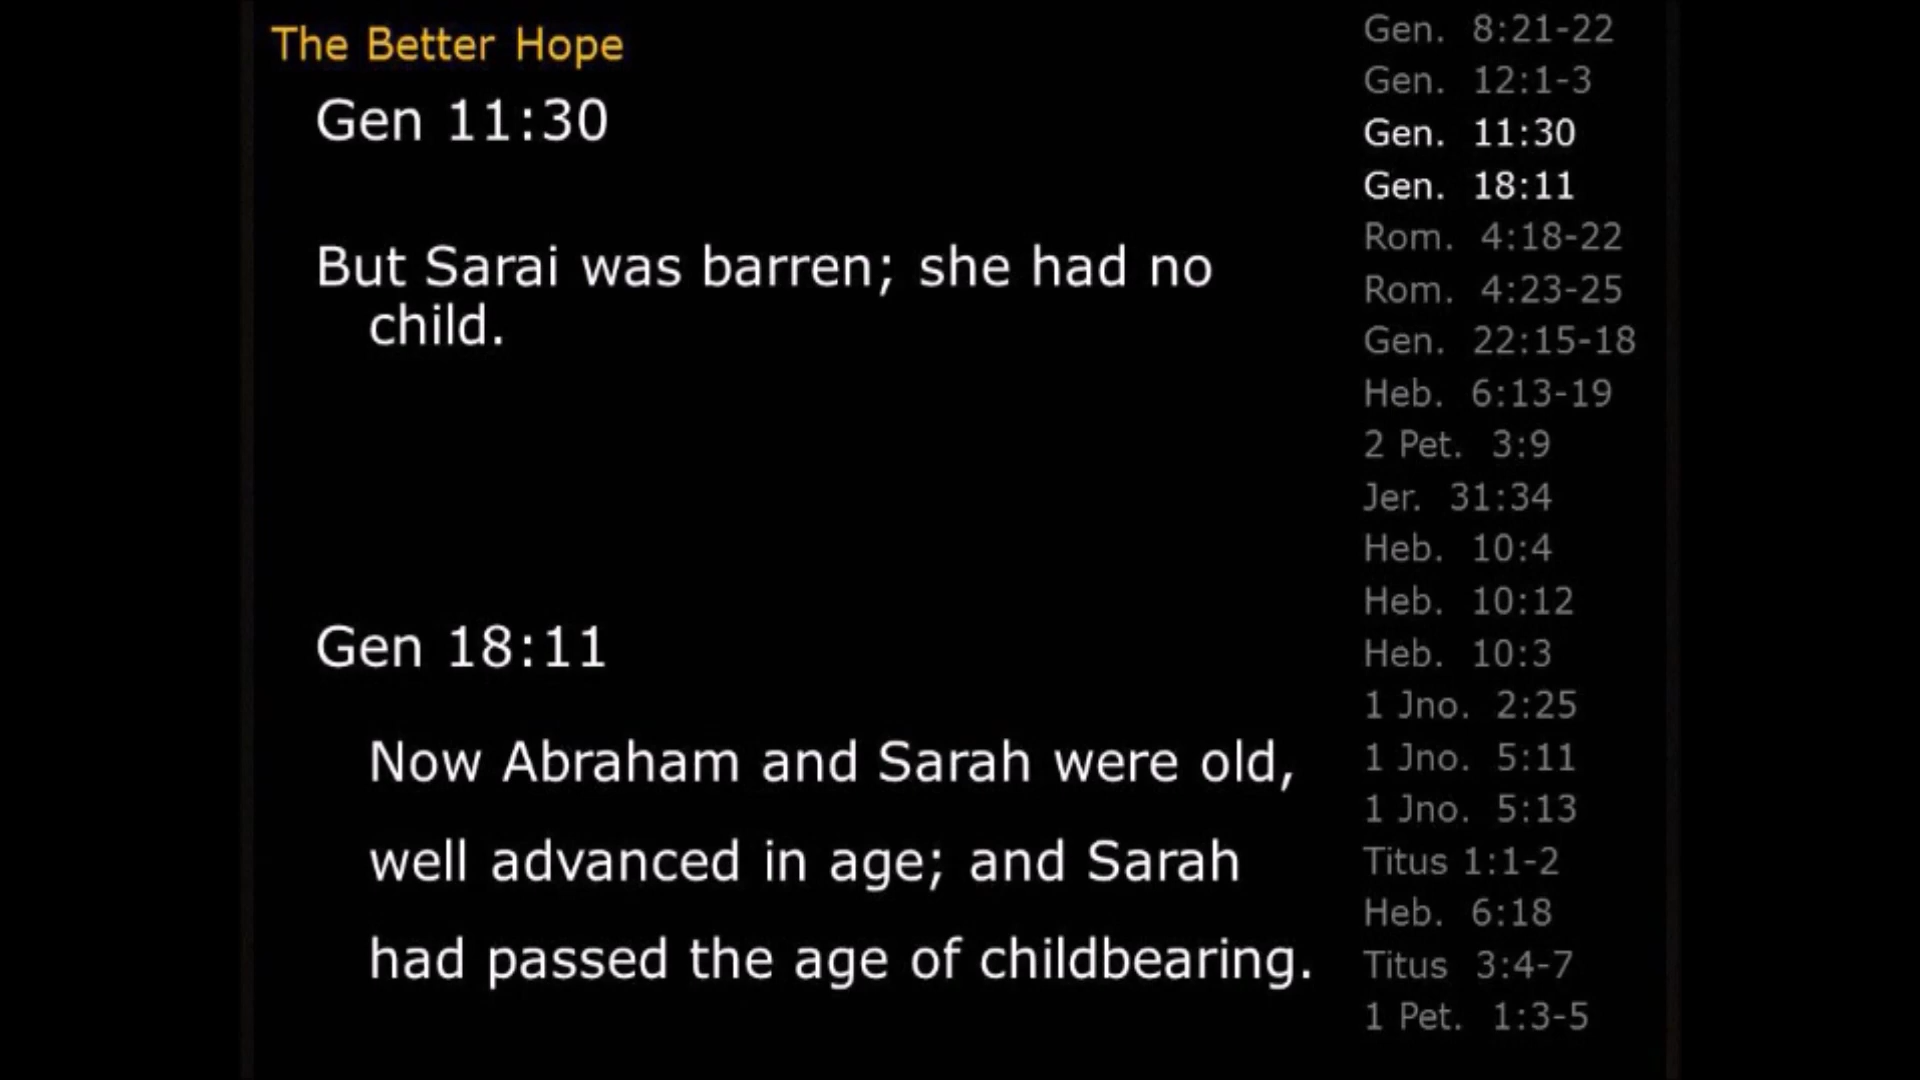 The Better Hope
Gen 11:30
But Sarai was barren; she had no
child.
Gen 18:11
Now Abraham and Sarah were old,
well advanced in age; and Sarah
had passed the age of childbearing.
Gen. 8:21-22
Gen. 12:1-3
Gen. 11:30
Gen. 18:11
Rom. 4:18-22
Rom. 4:23-25
Gen. 22:15-18
Heb. 6:13-19
2 Pet. 3:9
Jer. 31:34
Heb. 10:4
Heb. 10:12
Heb. 10:3
1 Jno. 2:25
1 Jno. 5:11
1 Jno. 5:13
Titus 1:1-2
Heb. 6:18
Titus 3:4-7
1 Pet. 1:3-5